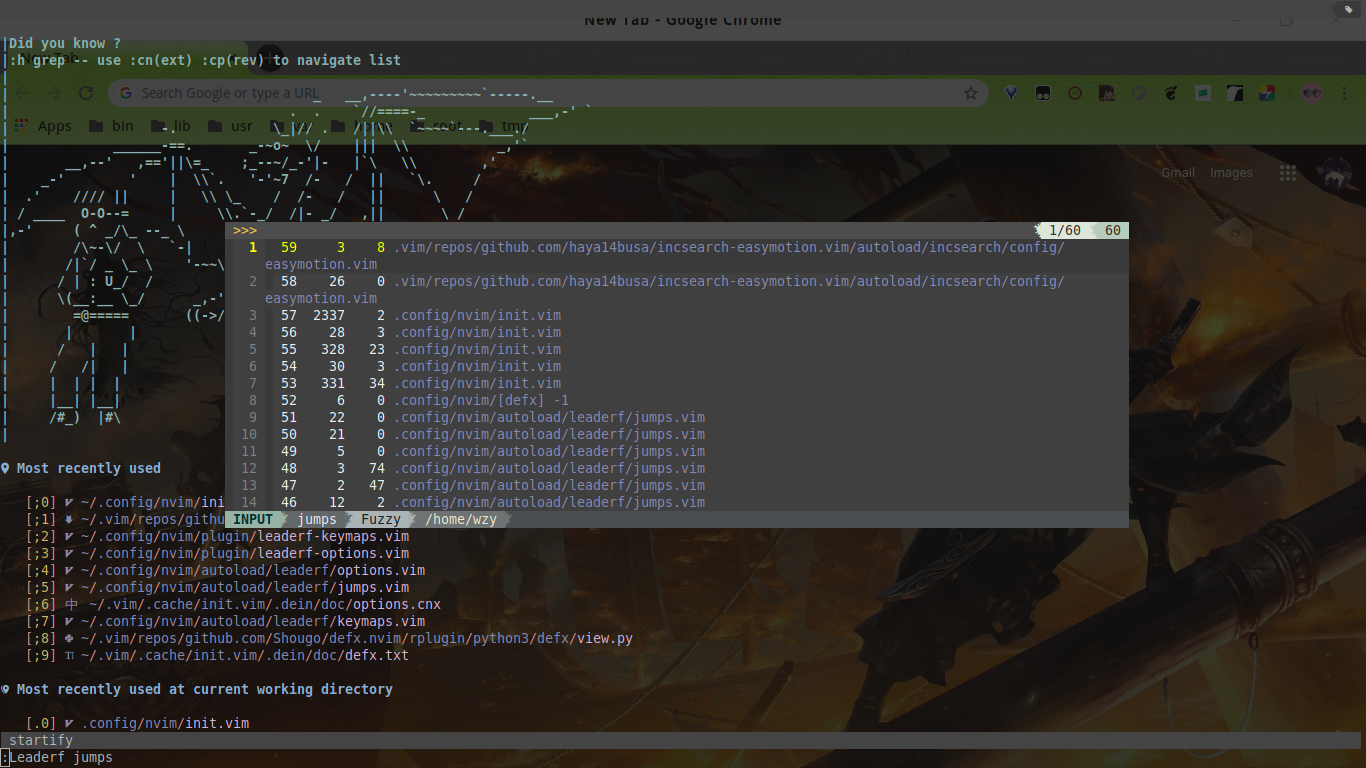 New Tab - Google Chrome
Did you know ?
:h grep -- use :cn(ext) :cp(rev) to navigate list
Search Google or type a URL
Apps
bin
lib
usr
root
tmp
Gmail Images
>>> 1/60 60
1 59 3 8 .vim/repos/github.com/haya14busa/incsearch-easymotion.vim/autoload/incsearch/config/
easymotion.vim
2 58 26 0 .vim/repos/github.com/haya14busa/incsearch-easymotion.vim/autoload/incsearch/config/
easymotion.vim
3 57 2337 2 .config/nvim/init.vim
4 56 28 3 .config/nvim/init.vim
5 55 328 23 .config/nvim/init.vim
6 54 30 3 .config/nvim/init.vim
7 53 331 34 .config/nvim/init.vim
8 52 6 0 .config/nvim/[defx] -1
9 51 22 0 .config/nvim/autoload/leaderf/jumps.vim
10 50 21 0 .config/nvim/autoload/leaderf/jumps.vim
11 49 5 0 .config/nvim/autoload/leaderf/jumps.vim
12 48 3 74 .config/nvim/autoload/leaderf/jumps.vim
13 47 2 47 .config/nvim/autoload/leaderf/jumps.vim
14 46 12 2 .config/nvim/autoload/leaderf/jumps.vim
INPUT jumps Fuzzy /home/wzy
Most recently used
[;0] ~/.config/nvim/ini
[;1] ~/.vim/repos/githu
[;2] ~/.config/nvim/plugin/leaderf-keymaps.vim
[;3] ~/.config/nvim/plugin/leaderf-options.vim
[;4] ~/.config/nvim/autoload/leaderf/options.vim
[;5] ~/.config/nvim/autoload/leaderf/jumps.vim
[;6] 中 ~/.vim/.cache/init.vim/.dein/doc/options.cnx
[;7] ~/.config/nvim/autoload/leaderf/keymaps.vim
[;8] ~/.vim/repos/github.com/Shougo/defx.nvim/rplugin/python3/defx/view.py
[;9] ~/.vim/.cache/init.vim/.dein/doc/defx.txt
Most recently used at current working directory
[.0] .config/nvim/init.vim
startify
:Leaderf jumps